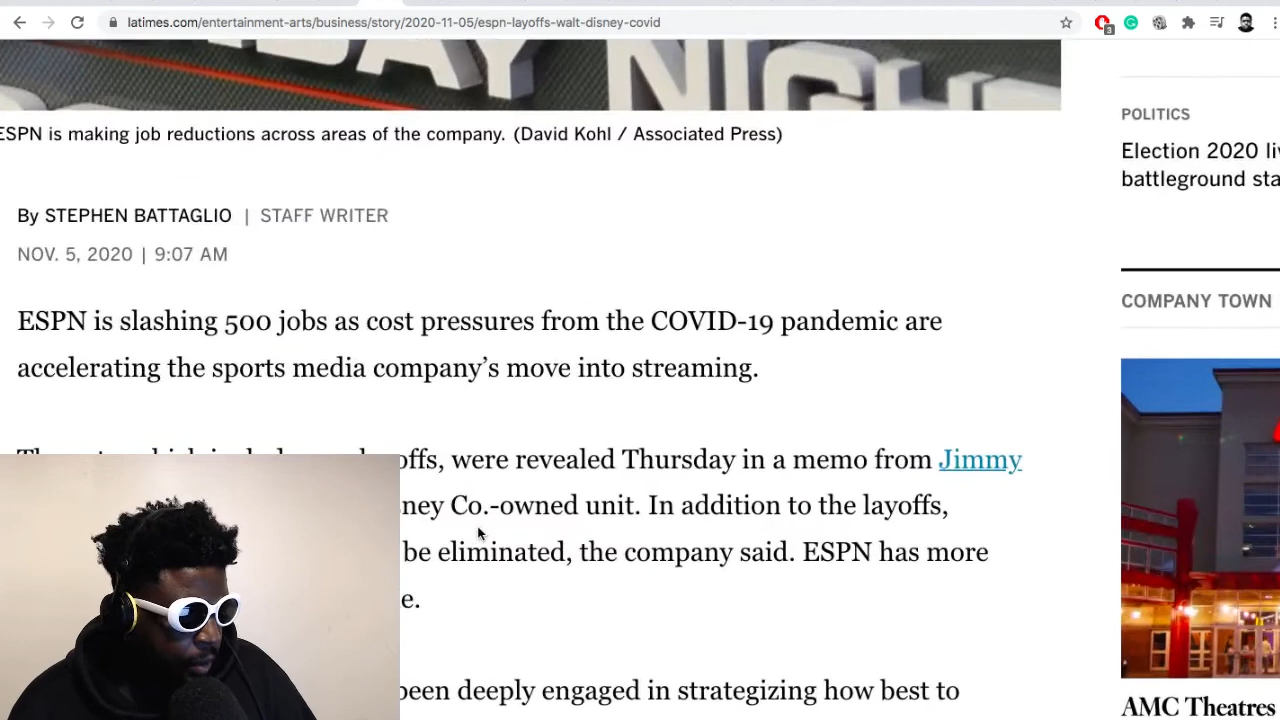 latimes.com/entertainment-arts/business/story/2020-11-05/espn-layoffs-walt-disney-covid
3
DAY NIGHT
ESPN is making job reductions across areas of the company. (David Kohl / Associated Press)
By STEPHEN BATTAGLIO | STAFF WRITER
NOV. 5, 2020 | 9:07 AM
ESPN is slashing 500 jobs as cost pressures from the COVID-19 pandemic are
accelerating the sports media company’s move into streaming.
were revealed Thursday in a memo from Jimmy
Co.-owned unit. In addition to the layoffs,
be eliminated, the company said. ESPN has more
been deeply engaged in strategizing how best to
POLITICS
Election 2020
battleground
COMPANY TOWN
AMC Theatres